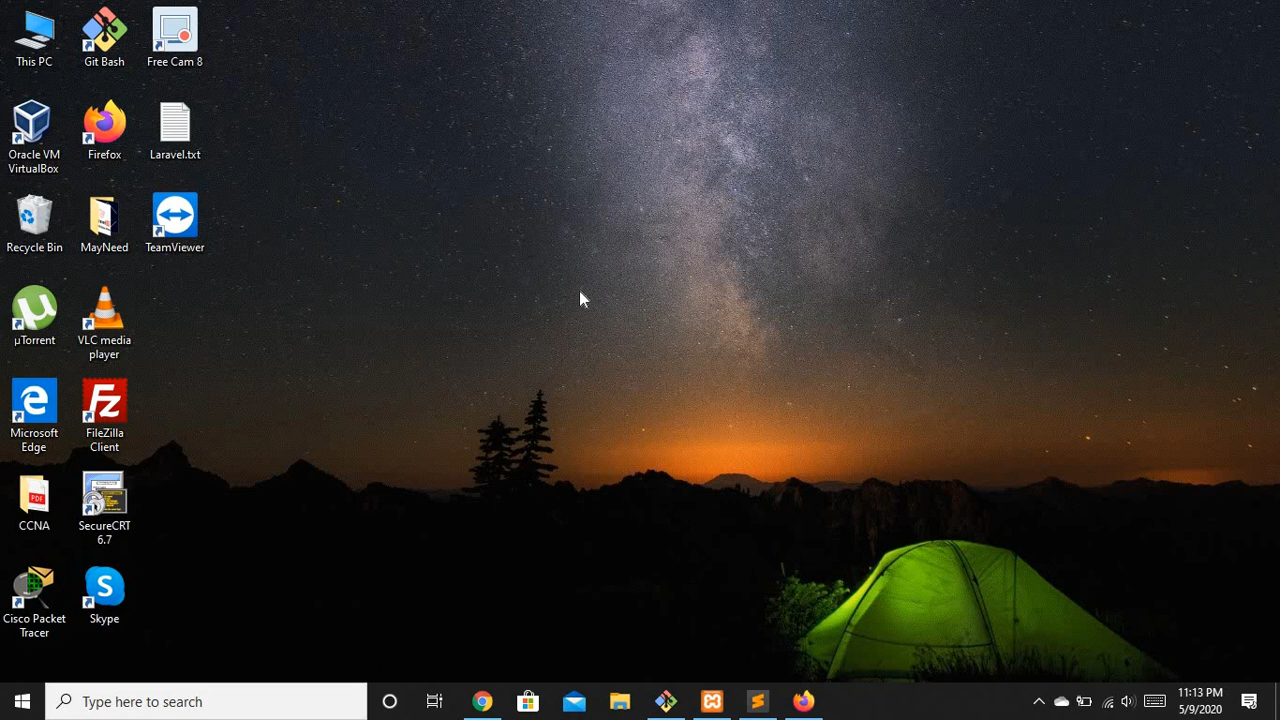 This PC
Git Bash
Free Cam 8
Oracle VM
VirtualBox
Firefox
Laravel.txt
Recycle Bin
MayNeed
TeamViewer
µ
µTorrent
VLC media
player
Microsoft
Edge
Fz
FileZilla
Client
PDF
CCNA
SecureCRT
6.7
Cisco Packet
Tracer
S
Skype
Type here to search
11:13 PM
5/9/2020